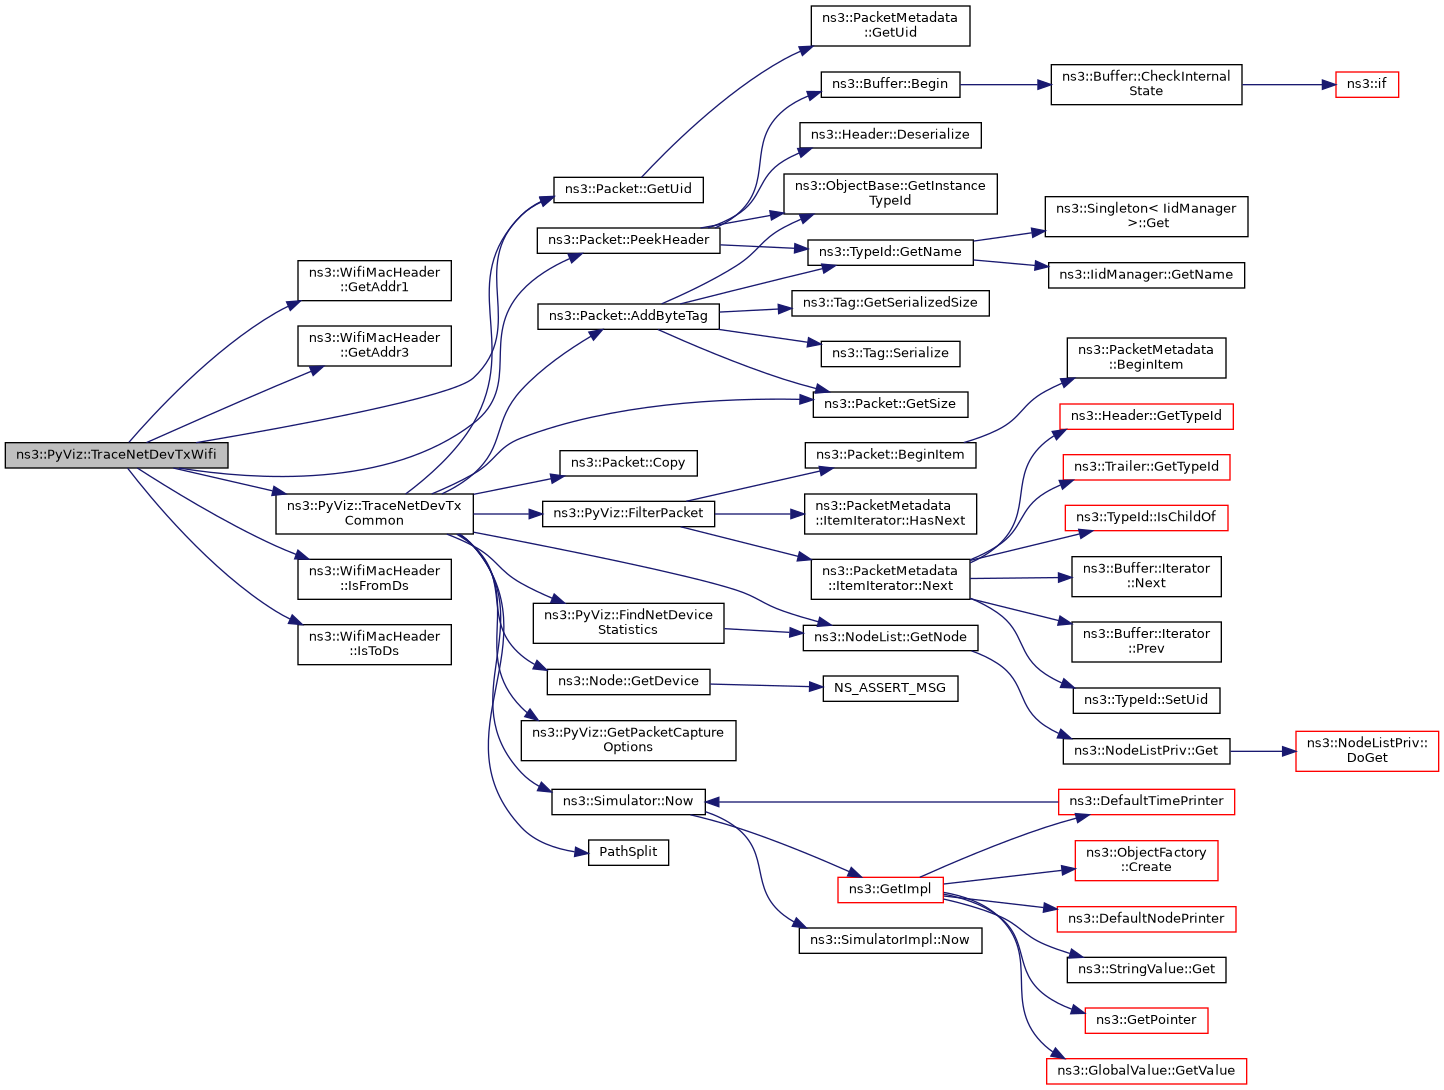 ns3::PyViz::TraceNetDevTxWifi
ns3::WifiMacHeader
::GetAddr1
ns3::WifiMacHeader
::GetAddr3
ns3::PyViz::TraceNetDevTx
Common
ns3::WifiMacHeader
::IsFromDs
ns3::WifiMacHeader
::IsToDs
ns3::Packet::GetUid
ns3::Packet::PeekHeader
ns3::Packet::AddByteTag
ns3::Packet::Copy
ns3::PyViz::FilterPacket
ns3::PyViz::FindNetDevice
Statistics
ns3::Node::GetDevice
ns3::PyViz::GetPacketCapture
Options
ns3::Simulator::Now
PathSplit
ns3::PacketMetadata
::GetUid
ns3::Buffer::Begin
ns3::Header::Deserialize
ns3::ObjectBase::GetInstance
TypeId
ns3::TypeId::GetName
ns3::Tag::GetSerializedSize
ns3::Tag::Serialize
ns3::Packet::GetSize
ns3::Packet::BeginItem
ns3::PacketMetadata
::ItemIterator::HasNext
ns3::PacketMetadata
::ItemIterator::Next
ns3::NodeList::GetNode
NS_ASSERT_MSG
ns3::GetImpl
ns3::SimulatorImpl::Now
ns3::Buffer::CheckInternal
State
ns3::Singleton< IidManager
>::Get
ns3::IidManager::GetName
ns3::PacketMetadata
::BeginItem
ns3::Header::GetTypeId
ns3::Trailer::GetTypeId
ns3::TypeId::IsChildOf
ns3::Buffer::Iterator
::Next
ns3::Buffer::Iterator
::Prev
ns3::TypeId::SetUid
ns3::NodeListPriv::Get
ns3::DefaultTimePrinter
ns3::ObjectFactory
::Create
ns3::DefaultNodePrinter
ns3::StringValue::Get
ns3::GetPointer
ns3::GlobalValue::GetValue
ns3::if
ns3::NodeListPriv::
DoGet